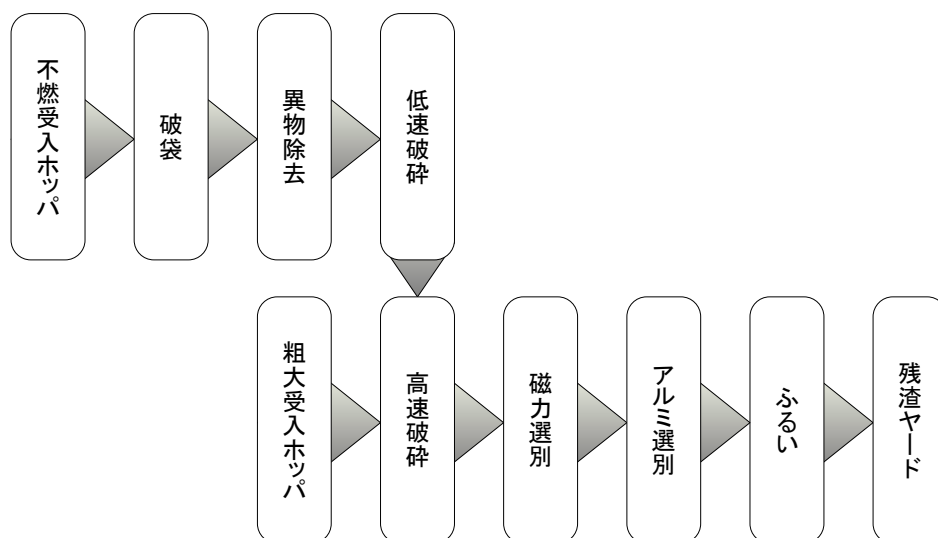 不燃受入ホッパ
破袋
異物除去
低速破砕
粗大受入ホッパ
高速破砕
磁力選別
アルミ選別
ふるい
残渣ヤード